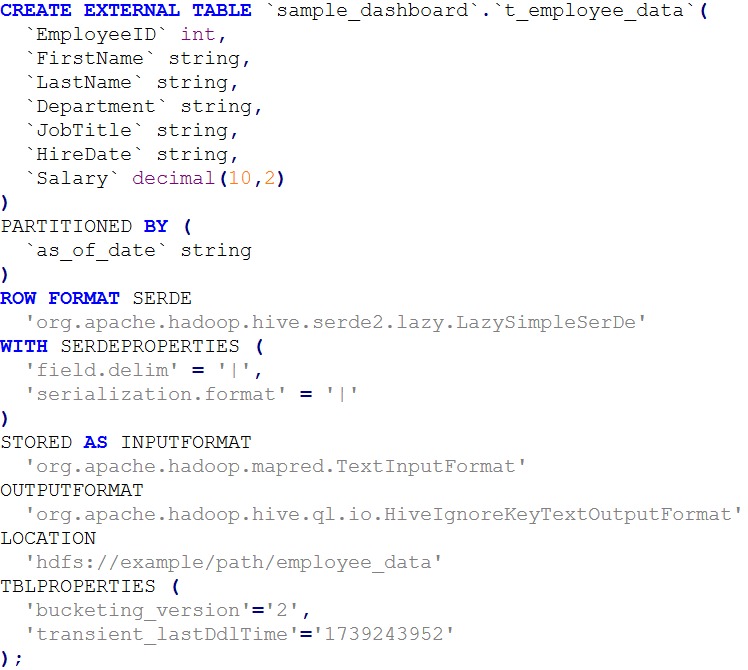 CREATE EXTERNAL TABLE `sample_dashboard`.`t_employee_data`(
  `EmployeeID` int,
  `FirstName` string,
  `LastName` string,
  `Department` string,
  `JobTitle` string,
  `HireDate` string,
  `Salary` decimal(10,2)
)
PARTITIONED BY (
  `as_of_date` string
)
ROW FORMAT SERDE
  'org.apache.hadoop.hive.serde2.lazy.LazySimpleSerDe'
WITH SERDEPROPERTIES (
  'field.delim' = '|',
  'serialization.format' = '|'
)
STORED AS INPUTFORMAT
  'org.apache.hadoop.mapred.TextInputFormat'
OUTPUTFORMAT
  'org.apache.hadoop.hive.ql.io.HiveIgnoreKeyTextOutputFormat'
LOCATION
  'hdfs://example/path/employee_data'
TBLPROPERTIES (
  'bucketing_version'='2',
  'transient_lastDdlTime'='1739243952'
);